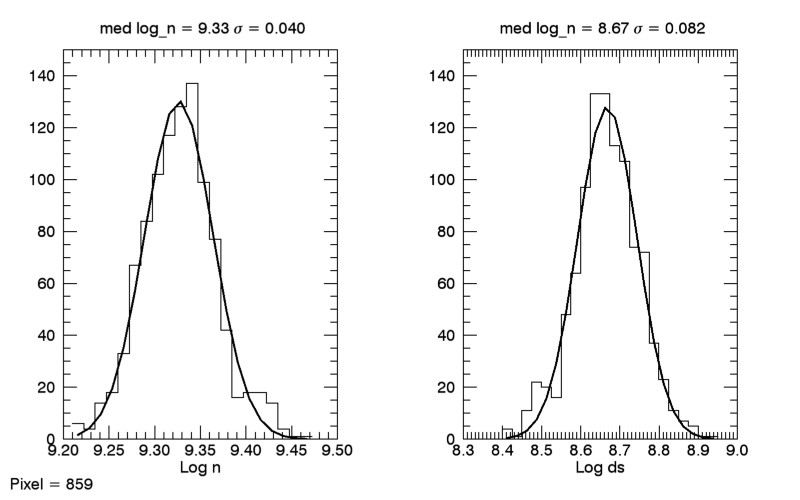 med log_n = 9.33 σ = 0.040
med log_n = 8.67 σ = 0.082
140
120
100
80
60
40
20
0
9.20 9.25 9.30 9.35 9.40 9.45 9.50
Log n
140
120
100
80
60
40
20
0
8.3 8.4 8.5 8.6 8.7 8.8 8.9 9.0
Log ds
Pixel = 859